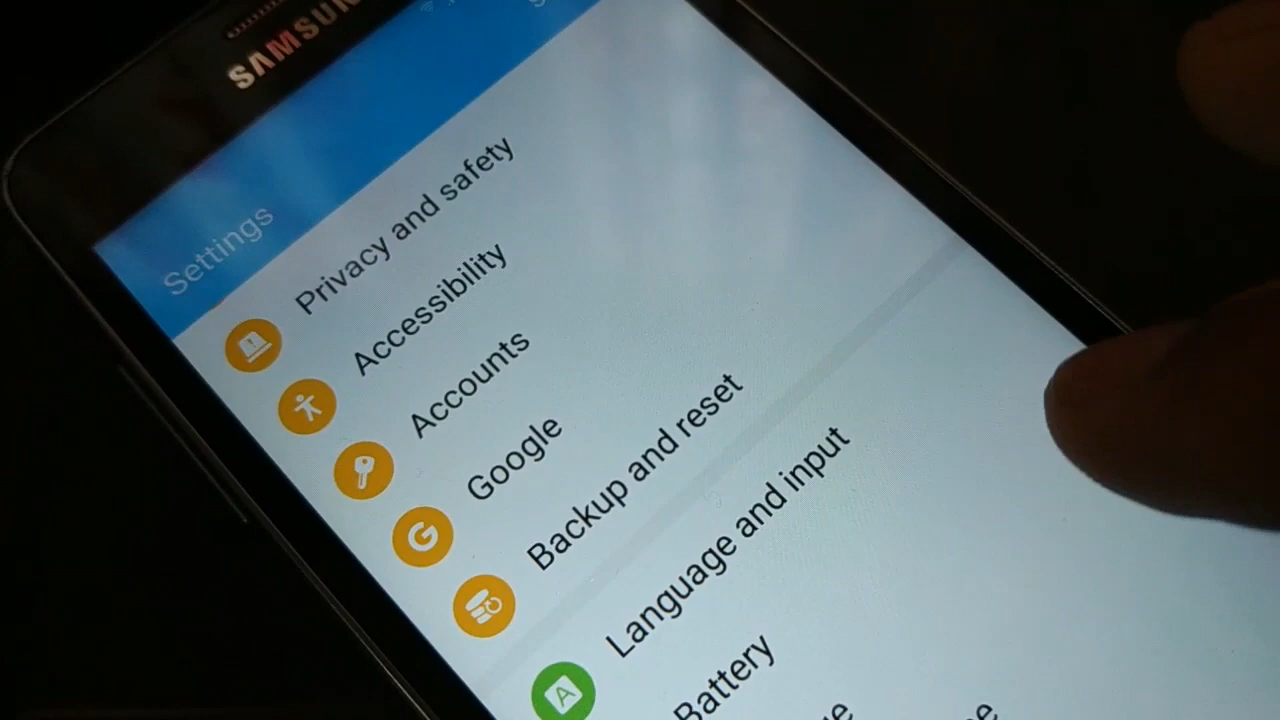 SAMSUNG
Settings
Privacy and safety
Accessibility
Accounts
Google
Backup and reset
Language and input
Battery